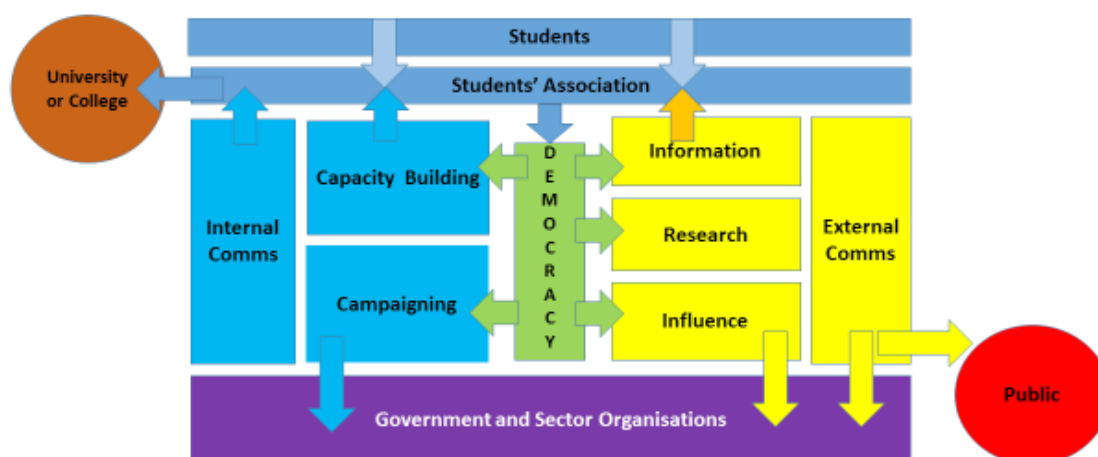 Students
University
or College
Students' Association
DEMOCRACY
Information
Capacity Building
Internal
Comms
Research
External
Comms
Campaigning
Influence
Government and Sector Organisations
Public